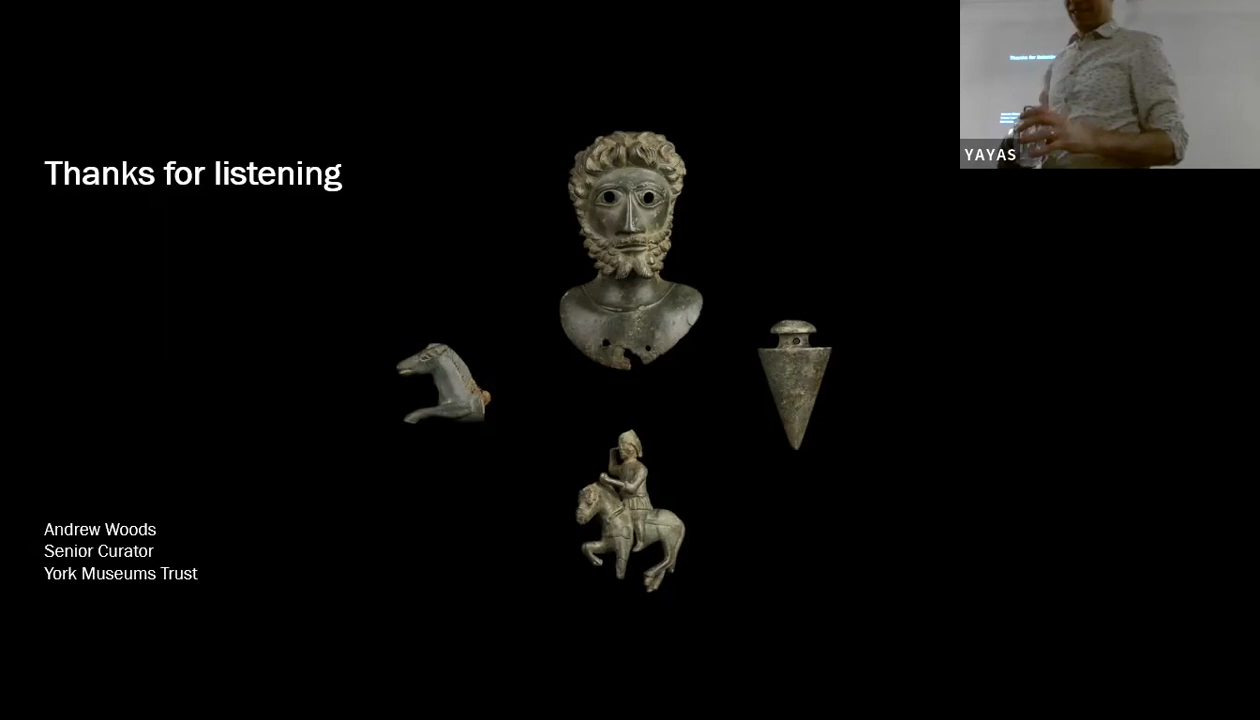 Thanks for listening
YAYAS
Andrew Woods
Senior Curator
York Museums Trust